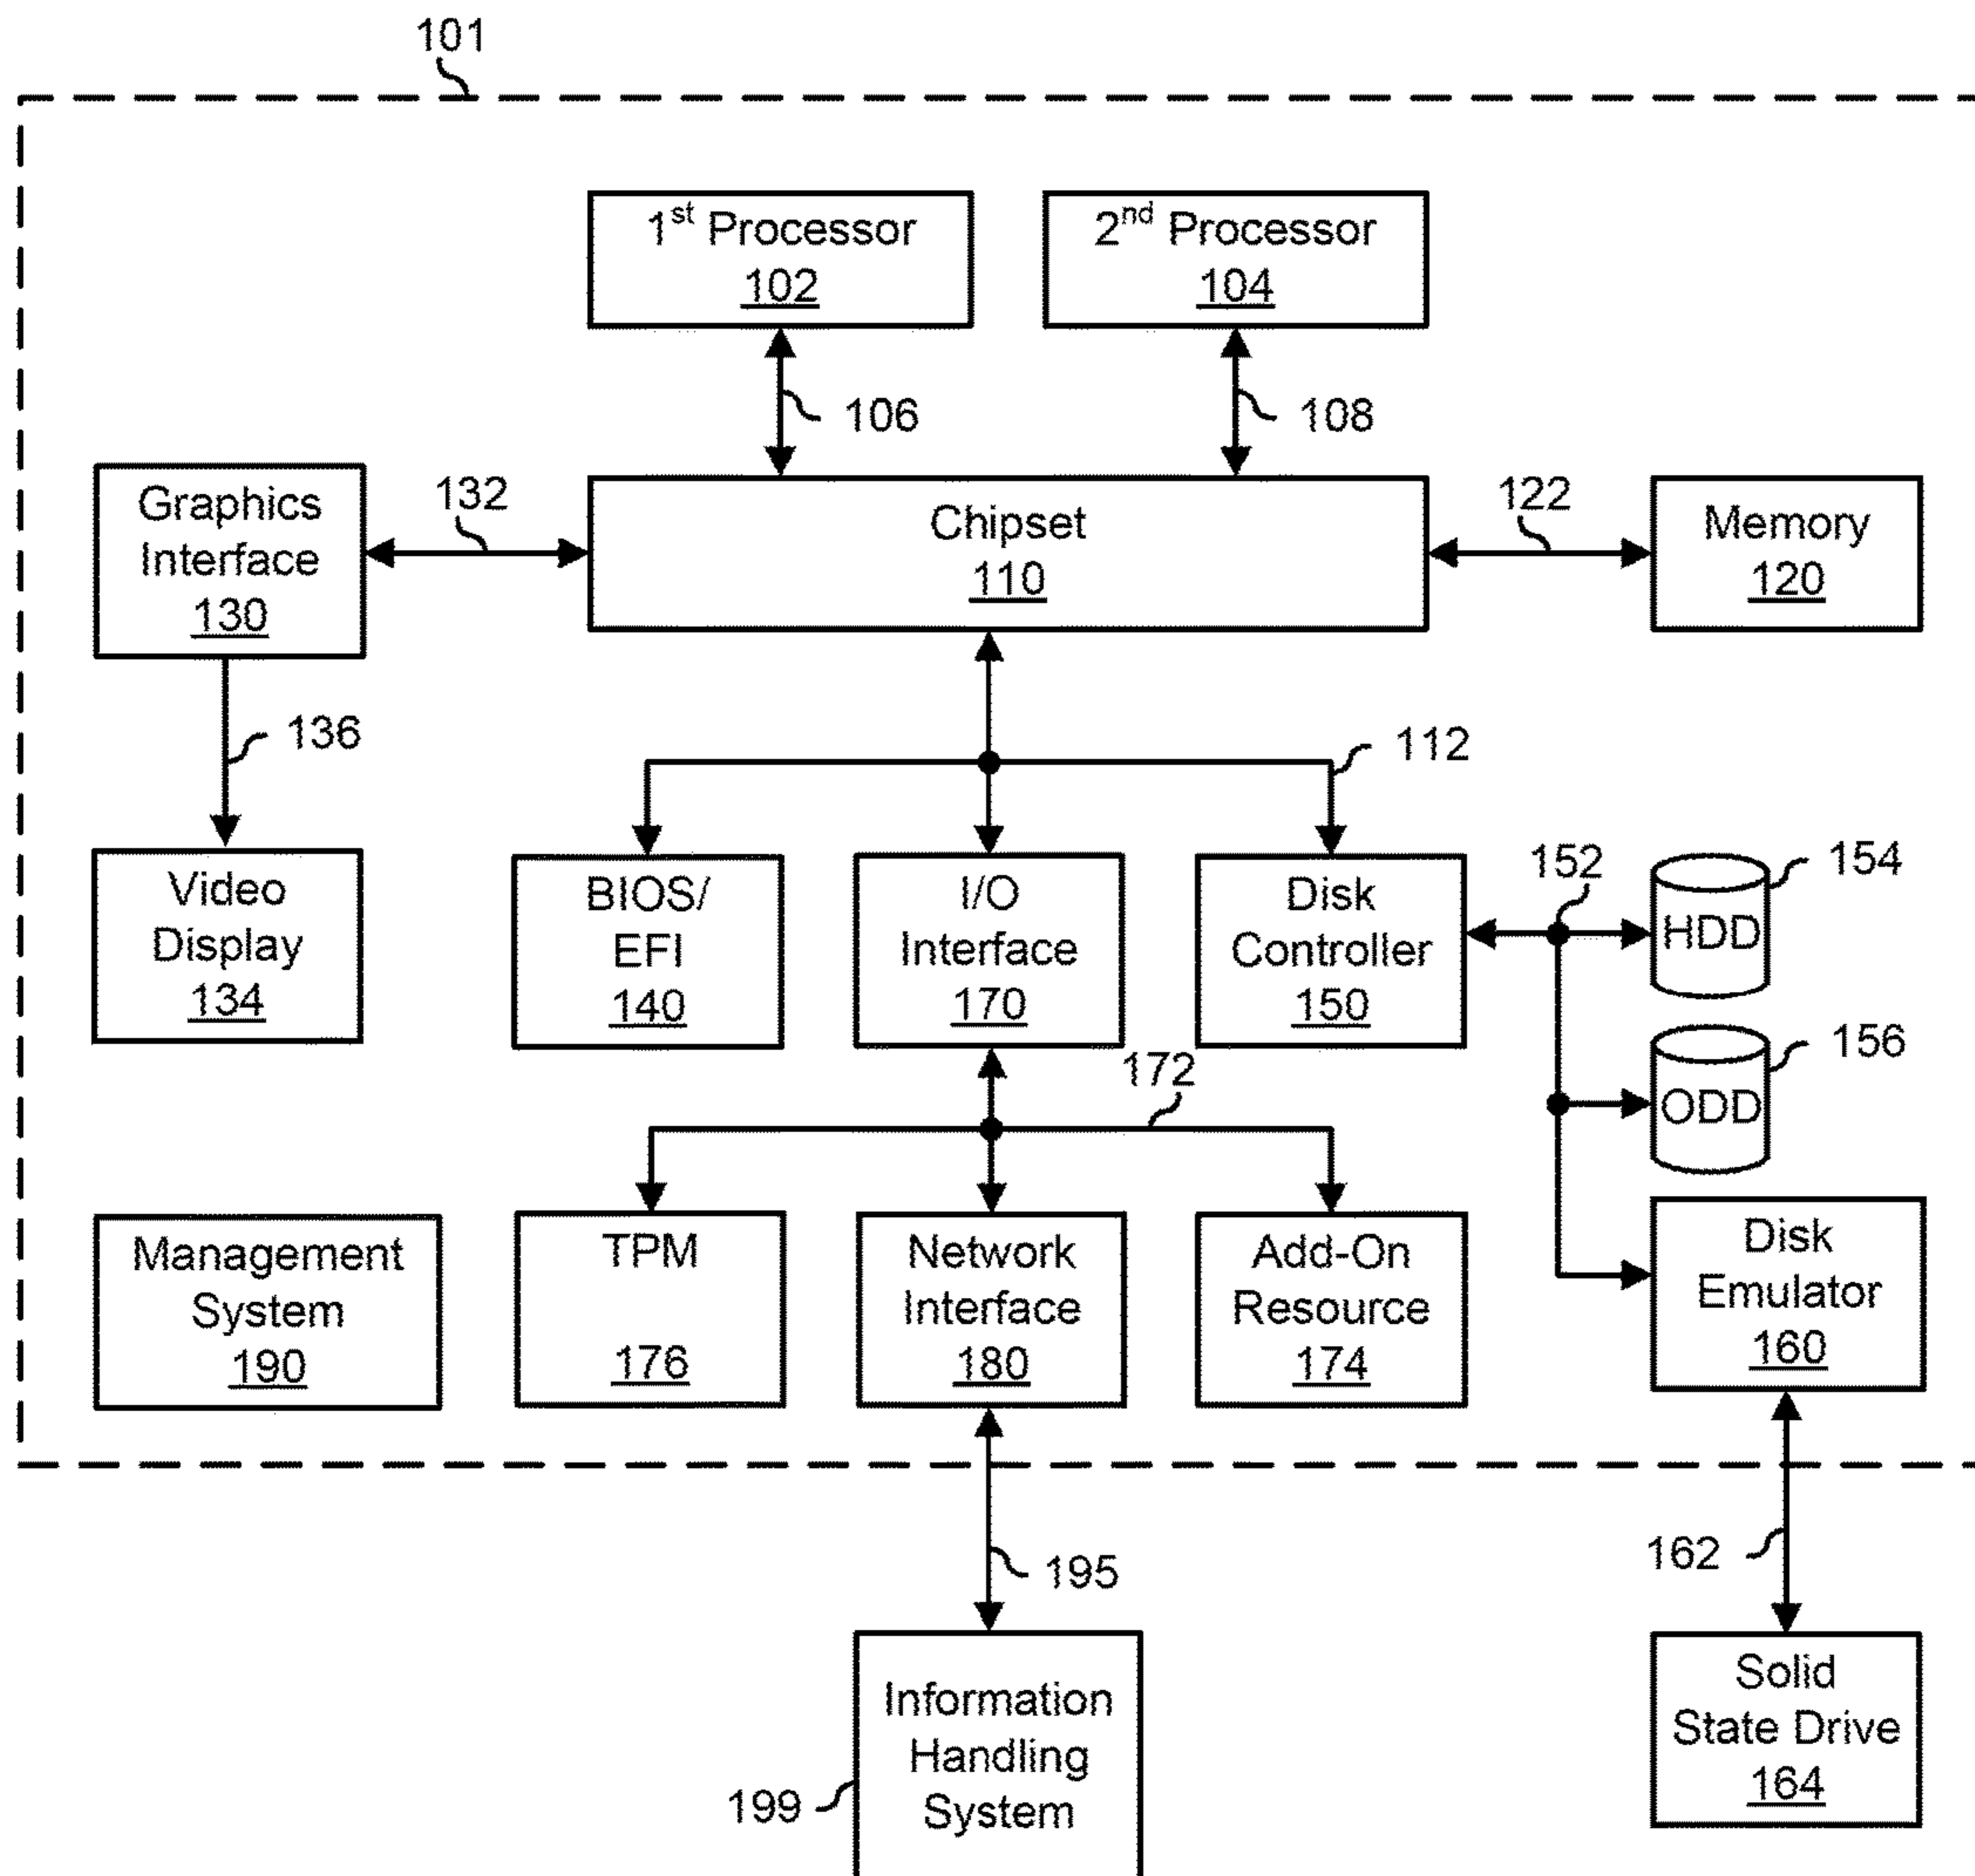 101
1st Processor
102
2nd Processor
104
106
108
Graphics
Interface
130
132
Chipset
110
122
Memory
120
136
112
Video
Display
134
BIOS/
EFI
140
I/O
Interface
170
Disk
Controller
150
152
154
HDD
156
ODD
172
Management
System
190
TPM
176
Network
Interface
180
Add-On
Resource
174
Disk
Emulator
160
195
162
Information
Handling
System
199
Solid
State Drive
164